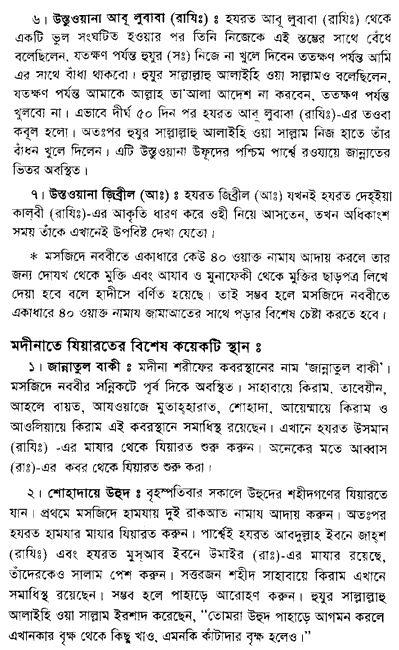 ৬। উস্তুওয়ানা আবূ লুবাবা (রাযিঃ) ঃ হযরত আবূ লুবাবা (রাযিঃ) থেকে
একটি ভুল সংঘটিত হওয়ার পর তিনি নিজেকে এই স্তম্ভের সাথে বেঁধে
বলেছিলেন, যতক্ষণ পর্যন্ত হুযুর (সঃ) নিজে না খুলে দিবেন ততক্ষণ পর্যন্ত আমি
এর সাথে বাঁধা থাকবো। হুযুর সাল্লাল্লাহু আলাইহি ওয়া সাল্লামও বলেছিলেন,
যতক্ষণ পর্যন্ত আমাকে আল্লাহ তা'আলা আদেশ না করবেন, ততক্ষণ পর্যন্ত
খুলবো না। এভাবে দীর্ঘ ৫০ দিন পর হযরত আবূ লুবাবা (রাযিঃ)-এর তওবা
কবূল হলো। অতঃপর হুযুর সাল্লাল্লাহু আলাইহি ওয়া সাল্লাম নিজ হাতে তাঁর
বাঁধন খুলে দিলেন। এটি উস্তুওয়ানা উফূদের পশ্চিম পার্শ্বে রওযায়ে জান্নাতের
ভিতর অবস্থিত।
৭। উস্তুওয়ানা জিব্রীল (আঃ) ঃ হযরত জিব্রীল (আঃ) যখনই হযরত দেহ্ইয়া
কাল্বী (রাযিঃ)-এর আকৃতি ধারণ করে ওহী নিয়ে আসতেন, তখন অধিকাংশ
সময় তাঁকে এখানেই উপবিষ্ট দেখা যেতো।
* মসজিদে নববীতে একাধারে কেউ ৪০ ওয়াক্ত নামায আদায় করলে তার
জন্য দোযখ থেকে মুক্তি এবং আযাব ও মুনাফেকী থেকে মুক্তির ছাড়পত্র লিখে
দেয়া হবে বলে হাদীসে বর্ণিত হয়েছে। তাই সম্ভব হলে মসজিদে নববীতে
একাধারে ৪০ ওয়াক্ত নামায জামাআতের সাথে পড়ার বিশেষ চেষ্টা করতে হবে।
মদীনাতে যিয়ারতের বিশেষ কয়েকটি স্থান ঃ
১। জান্নাতুল বাকী ঃ মদীনা শরীফের কবরস্থানের নাম 'জান্নাতুল বাকী'।
মসজিদে নববীর সন্নিকটে পূর্ব দিকে অবস্থিত। সাহাবায়ে কিরাম, তাবেয়ীন,
আহলে বায়ত, আযওয়াজে মুতাহ্হারাত, শোহাদা, আয়েম্মায়ে কিরাম ও
আওলিয়ায়ে কিরাম এই কবরস্থানে সমাধিস্থ রয়েছেন। এখানে হযরত উসমান
(রাযিঃ) -এর মাযার থেকে যিয়ারত শুরু করুন। অনেকের মতে আব্বাস
(রাঃ)-এর কবর থেকে যিয়ারত শুরু করা।
২। শোহাদায়ে উহুদ ঃ বৃহস্পতিবার সকালে উহুদের শহীদগণের যিয়ারতে
যান। প্রথমে মসজিদে হামযায় দুই রাকআত নামায আদায় করুন। অতঃপর
হযরত হামযার মাযার যিয়ারত করুন। পার্শ্বেই হযরত আবদুল্লাহ ইবনে জাহ্শ
(রাযিঃ) এবং হযরত মুস্আব ইবনে উমাইর (রাঃ)-এর মাযার রয়েছে,
তাঁদেরকেও সালাম পেশ করুন। সত্তরজন শহীদ সাহাবায়ে কিরাম এখানে
সমাধিস্থ রয়েছেন। সম্ভব হলে পাহাড়ে আরোহণ করুন। হুযুর সাল্লাল্লাহু
আলাইহি ওয়া সাল্লাম ইরশাদ করেছেন, "তোমরা উহুদ পাহাড়ে আগমন করলে
এখানকার বৃক্ষ থেকে কিছু খাও, এমনকি কাঁটাদার বৃক্ষ হলেও।"